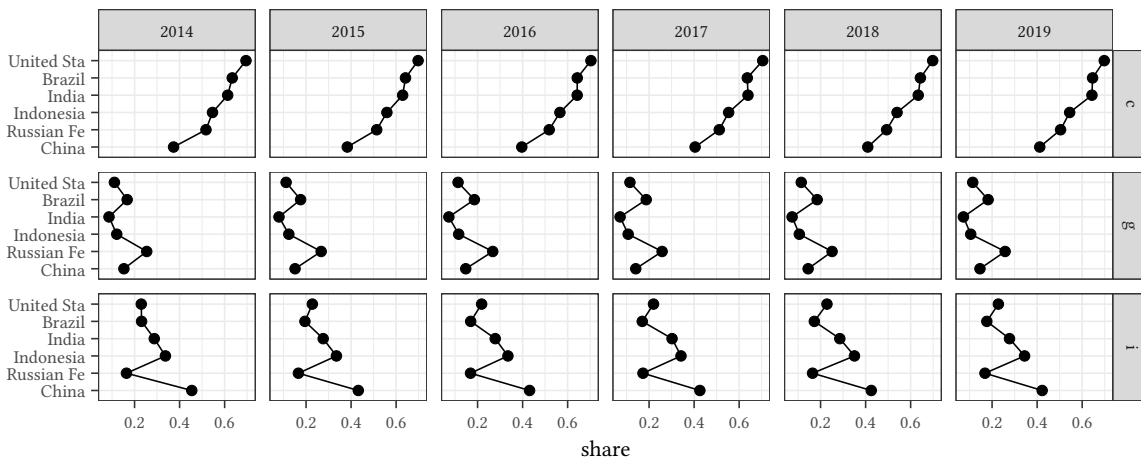 2014 2015 2016 2017 2018 2019
United Sta
Brazil
India
Indonesia
Russian Fe
China
c
United Sta
Brazil
India
Indonesia
Russian Fe
China
g
United Sta
Brazil
India
Indonesia
Russian Fe
China
i
0.2 0.4 0.6 0.2 0.4 0.6 0.2 0.4 0.6 0.2 0.4 0.6 0.2 0.4 0.6 0.2 0.4 0.6
share